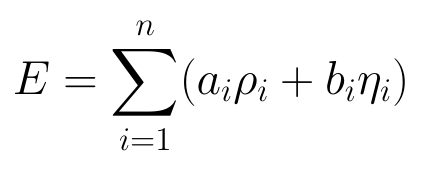 E = \sum_{i=1}^{n} (a_i \rho_i + b_i \eta_i)